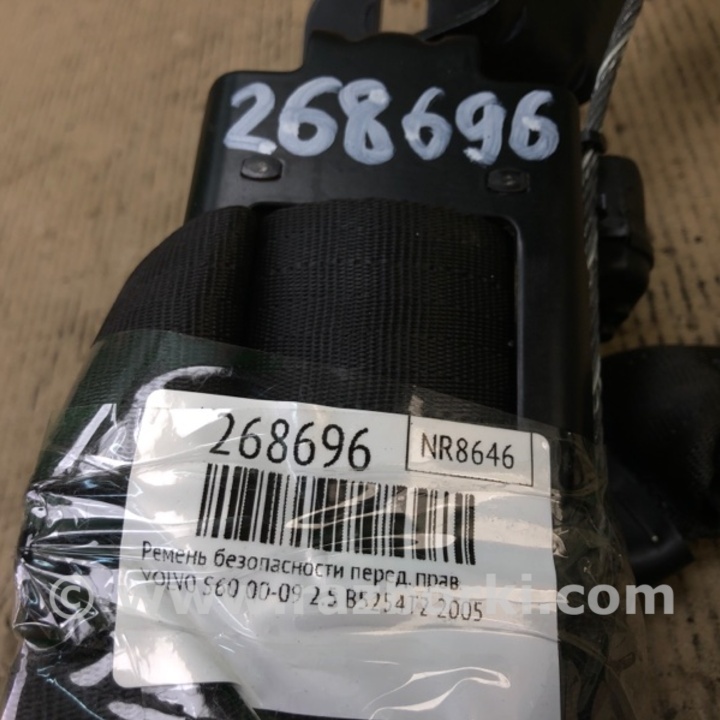 268696
268696
NR8646
Ремень безопасности перед. прав.
VOLVO S60 00-09 2.5 B5254T2 2005